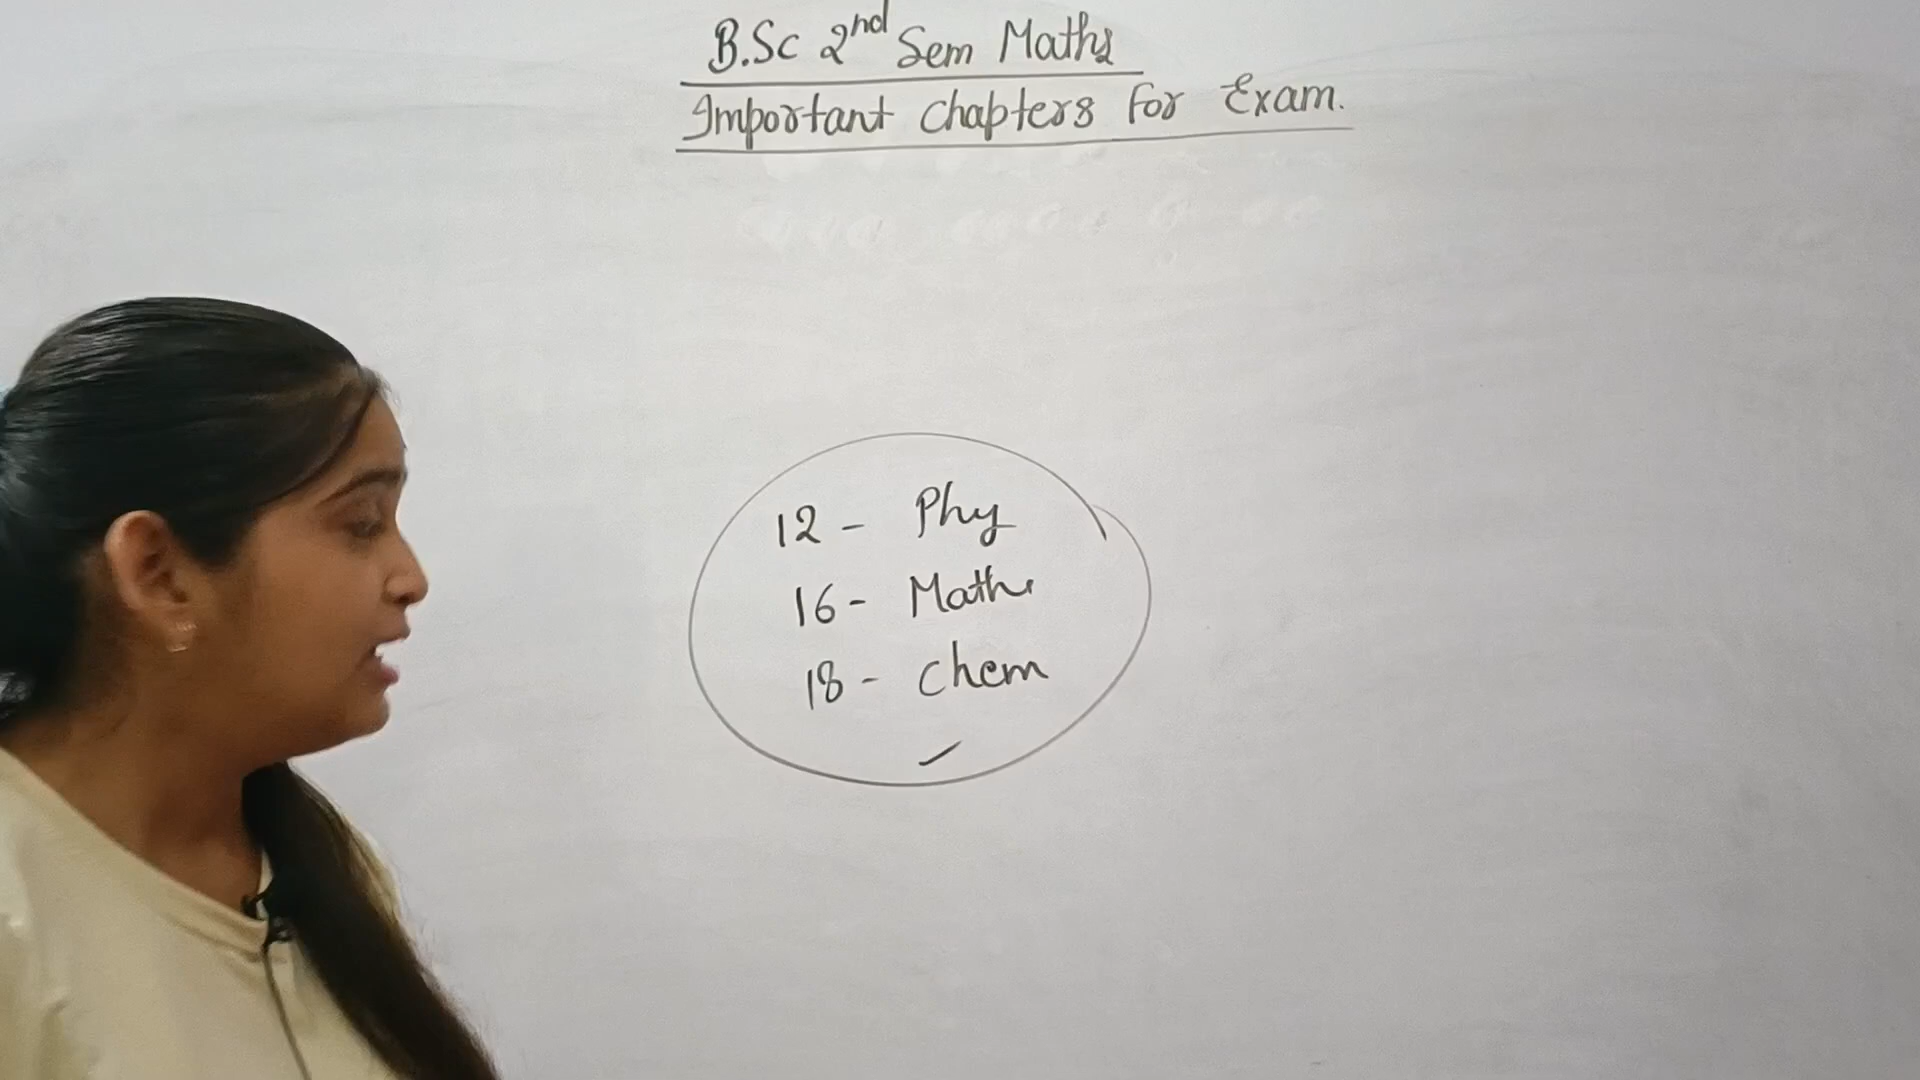 B.Sc 2nd Sem Maths
Important Chapters For Exam.
12 - Phy
16 - Maths
18 - Chem